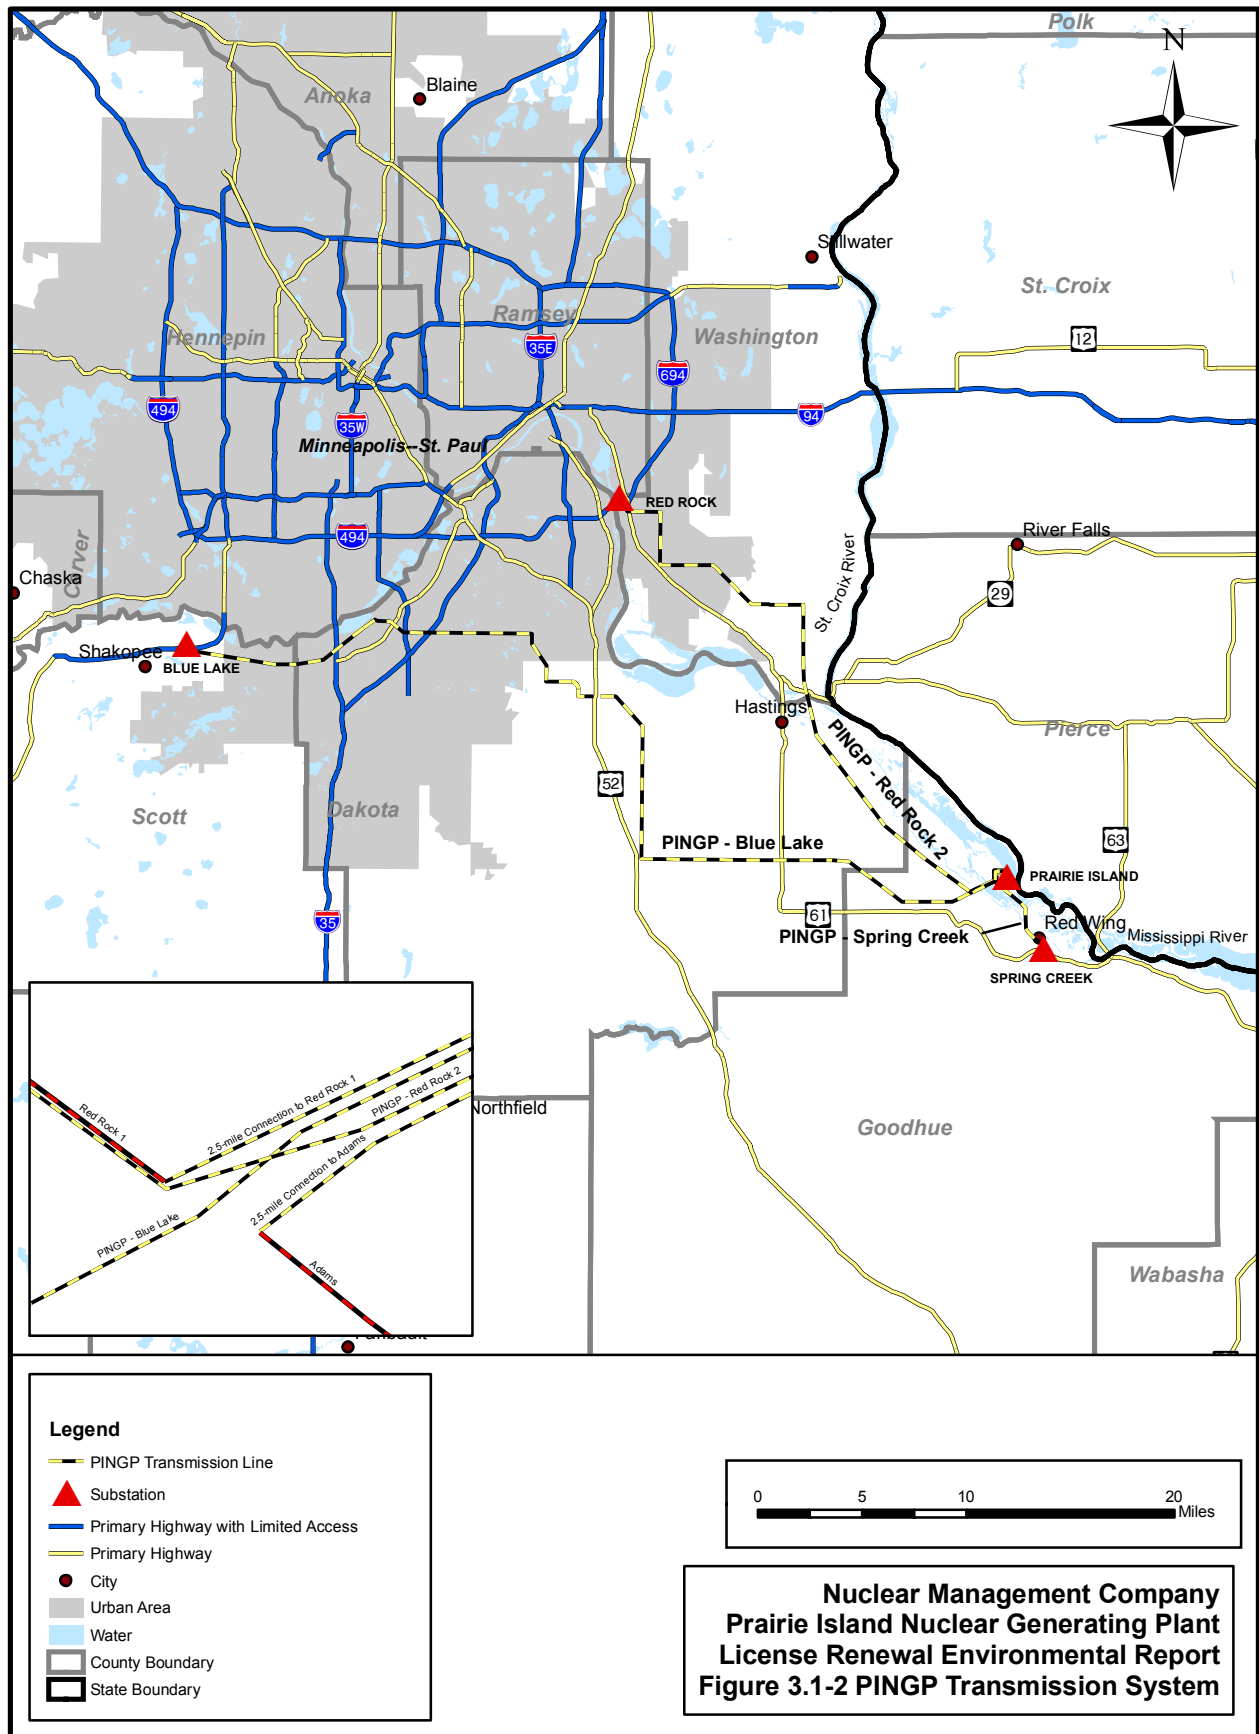 Polk
N
Blaine
Anoka
Stillwater
St. Croix
Ramsey
Hennepin
Washington
12
35E
694
494
94
35W
Minneapolis--St. Paul
RED ROCK
494
River Falls
Carver
Chaska
St. Croix River
29
Shakopee
BLUE LAKE
Hastings
Pierce
PINGP - Red Rock 2
52
Scott
Dakota
PINGP - Blue Lake
63
PRAIRIE ISLAND
61
35
Red Wing
PINGP - Spring Creek
Mississippi River
SPRING CREEK
Red Rock 1
2.5-mile Connection to Red Rock 1
PINGP - Red Rock 2
Northfield
2.5-mile Connection to Adams
PINGP - Blue Lake
Adams
Goodhue
Wabasha
Legend
PINGP Transmission Line
Substation
Primary Highway with Limited Access
Primary Highway
City
Urban Area
Water
County Boundary
State Boundary
0 5 10 20
Miles
Nuclear Management Company
Prairie Island Nuclear Generating Plant
License Renewal Environmental Report
Figure 3.1-2 PINGP Transmission System